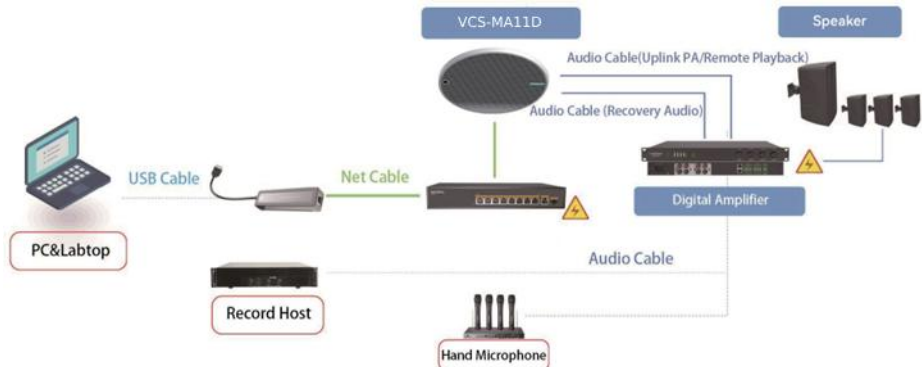 VCS-MA11D
Speaker
Audio Cable(Uplink PA/Remote Playback)
Audio Cable (Recovery Audio)
USB Cable
Net Cable
Digital Amplifier
PC&Labtop
Audio Cable
Record Host
Hand Microphone